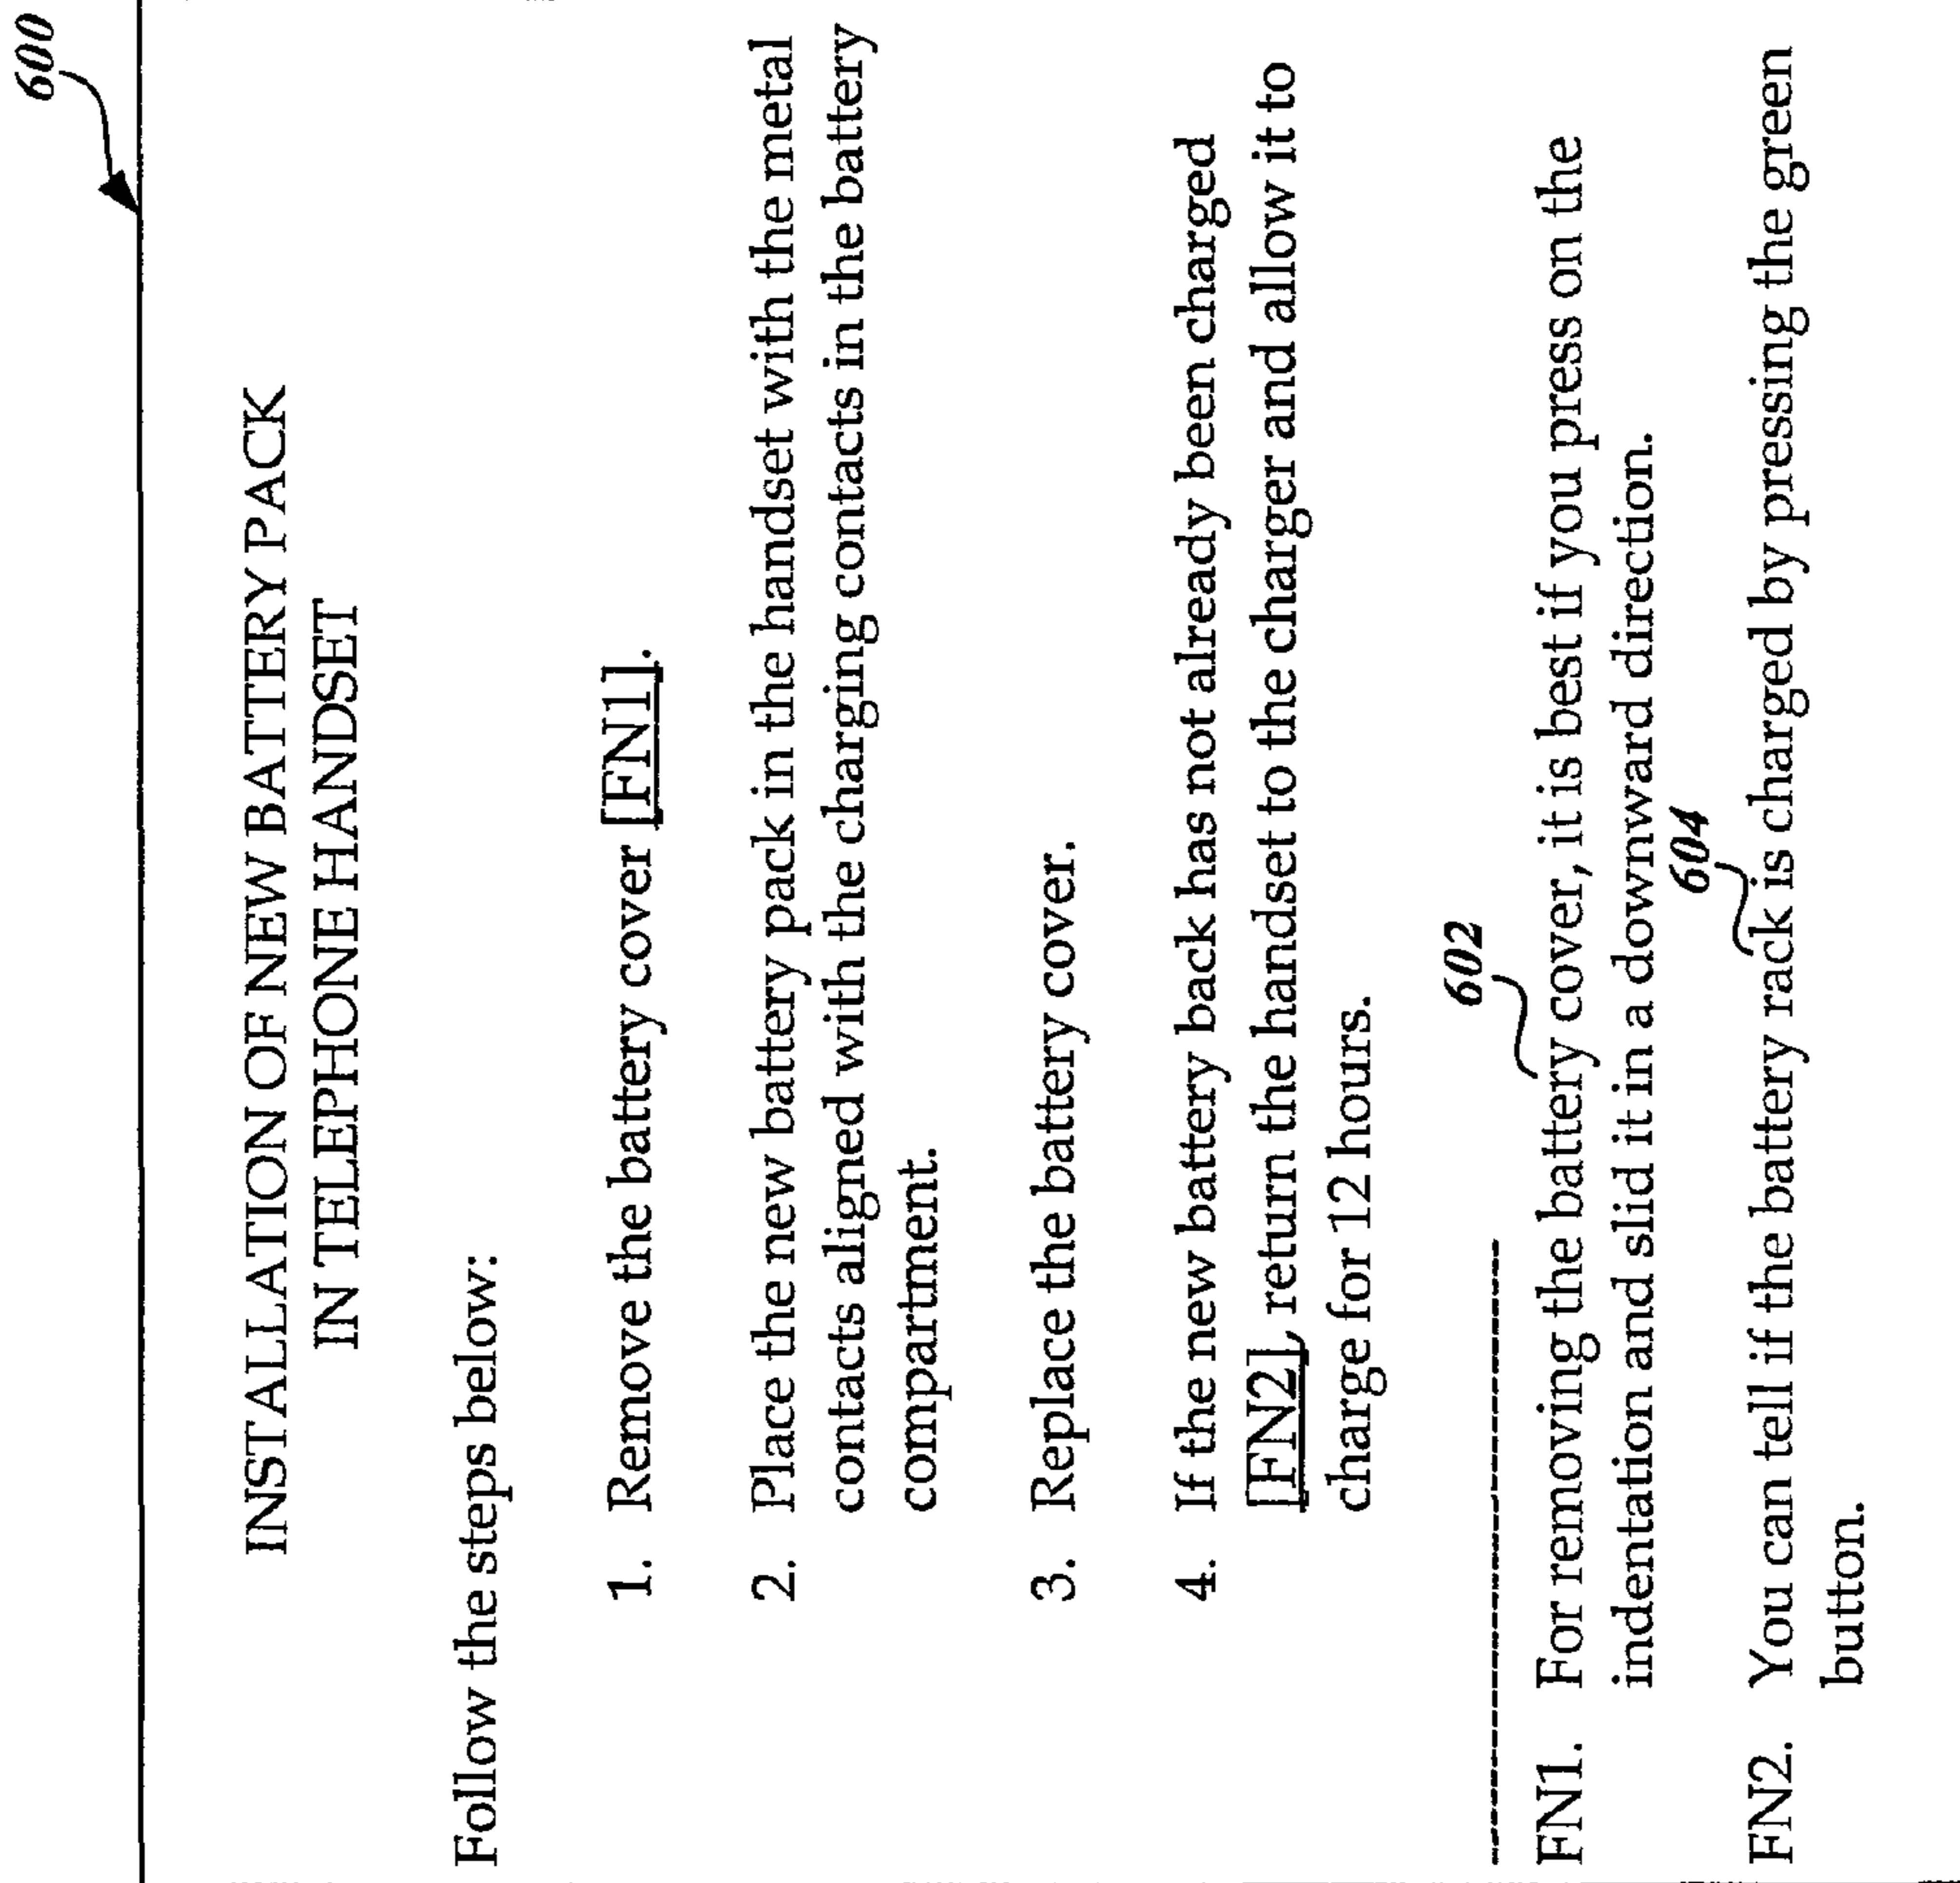 600
INSTALLATION OF NEW BATTERY PACK
IN TELEPHONE HANDSET
Follow the steps below:
1. Remove the battery cover [FN1].
2. Place the new battery pack in the handset with the metal
contacts aligned with the charging contacts in the battery
compartment.
3. Replace the battery cover.
4. If the new battery back has not already been charged
[FN2], return the handset to the charger and allow it to
charge for 12 hours.
602
FN1. For removing the battery cover, it is best if you press on the
indentation and slid it in a downward direction.
604
FN2. You can tell if the battery rack is charged by pressing the green
button.